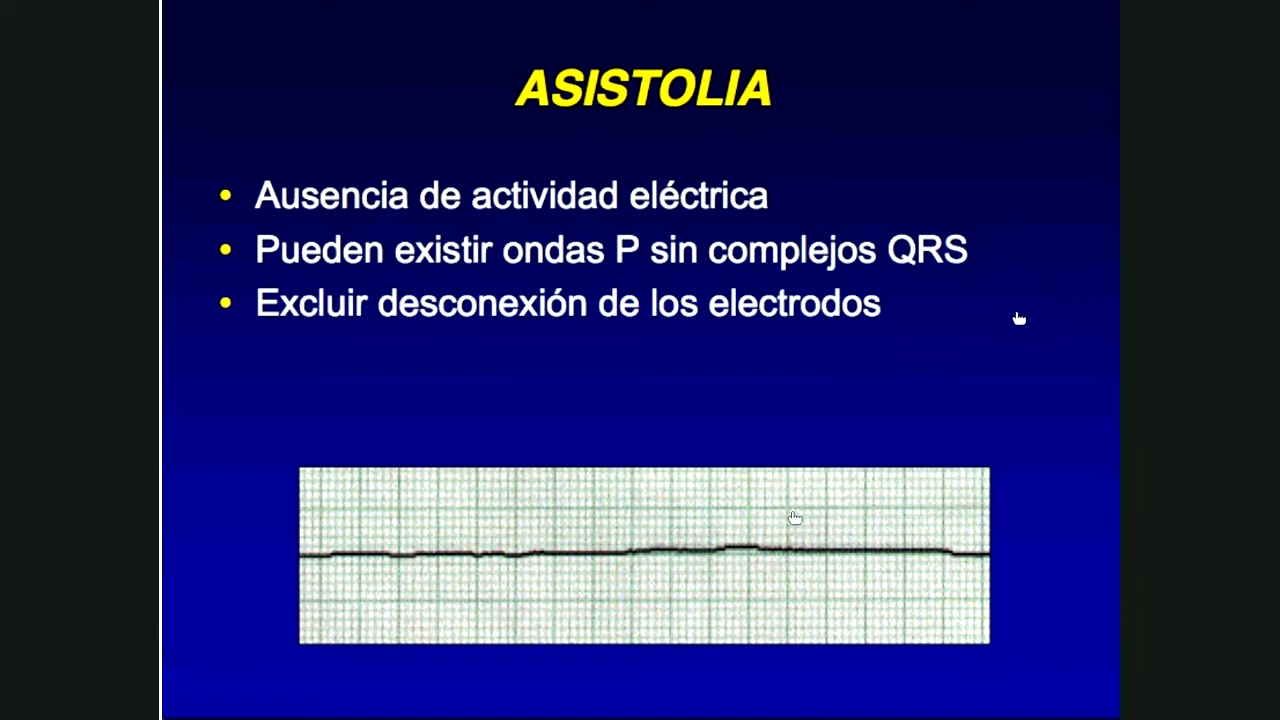 ASISTOLIA
• Ausencia de actividad eléctrica
• Pueden existir ondas P sin complejos QRS
• Excluir desconexión de los electrodos